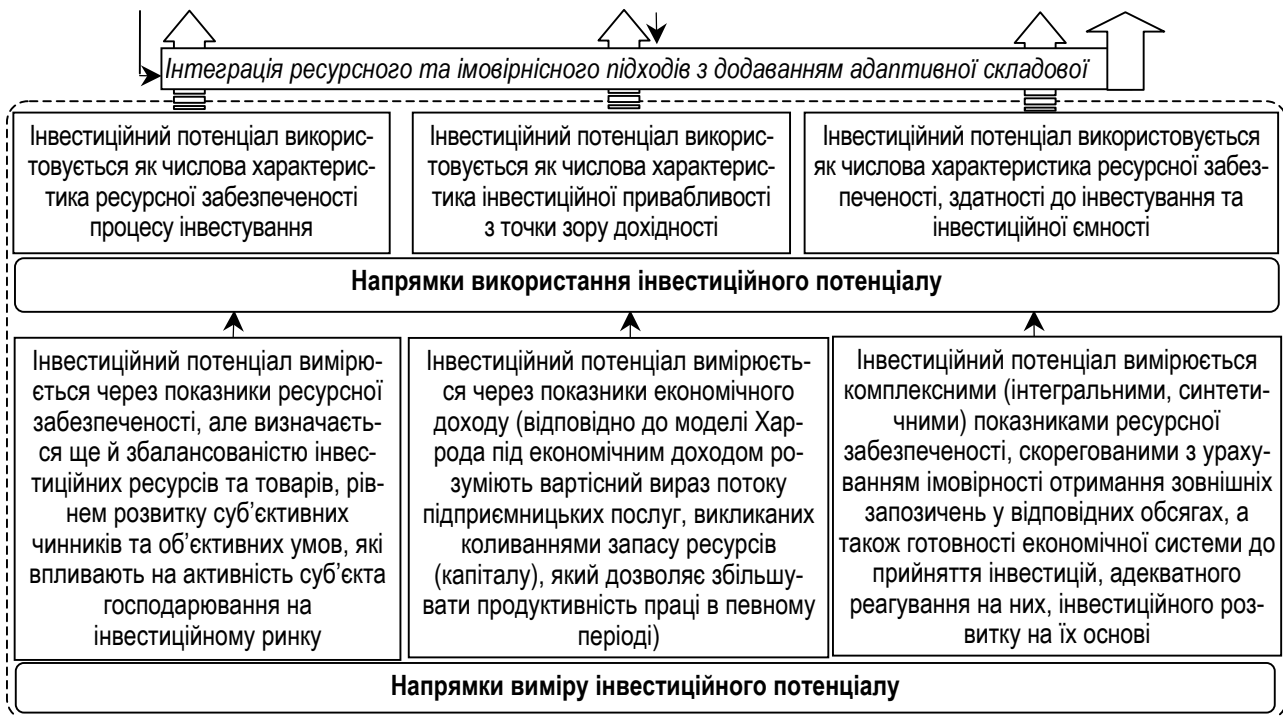 Інтеграція ресурсного та імовірнісного підходів з додаванням адаптивної складової
Інвестиційний потенціал використо-
товується як числова характерис-
тика ресурсної забезпеченості
процесу інвестування
Інвестиційний потенціал викорис-
товується як числова характерис-
тика інвестиційної привабливості
з точки зору дохідності
Інвестиційний потенціал використовується
як числова характеристика ресурсної забез-
печеності, здатності до інвестування та
інвестиційної ємності
Напрямки використання інвестиційного потенціалу
Інвестиційний потенціал вимірю-
ється через показники ресурсної
забезпеченості, але визначаєть-
ся ще й збалансованістю інвес-
тиційних ресурсів та товарів, рів-
нем розвитку суб’єктивних
чинників та об’єктивних умов, які
впливають на активність суб’єкта
господарювання на
інвестиційному ринку
Інвестиційний потенціал вимірюєть-
ся через показники економічного
доходу (відповідно до моделі Хар-
рода під економічним доходом ро-
зуміють вартісний вираз потоку
підприємницьких послуг, викликаних
коливаннями запасу ресурсів
(капіталу), який дозволяє збільшу-
вати продуктивність праці в певному
періоді)
Інвестиційний потенціал вимірюється
комплексними (інтегральними, синтети-
чними) показниками ресурсної
забезпеченості, скорегованими з ураху-
ванням імовірності отримання зовнішніх
запозичень у відповідних обсягах, а
також готовності економічної системи до
прийняття інвестицій, адекватного
реагування на них, інвестиційного роз-
витку на їх основі
Напрямки виміру інвестиційного потенціалу